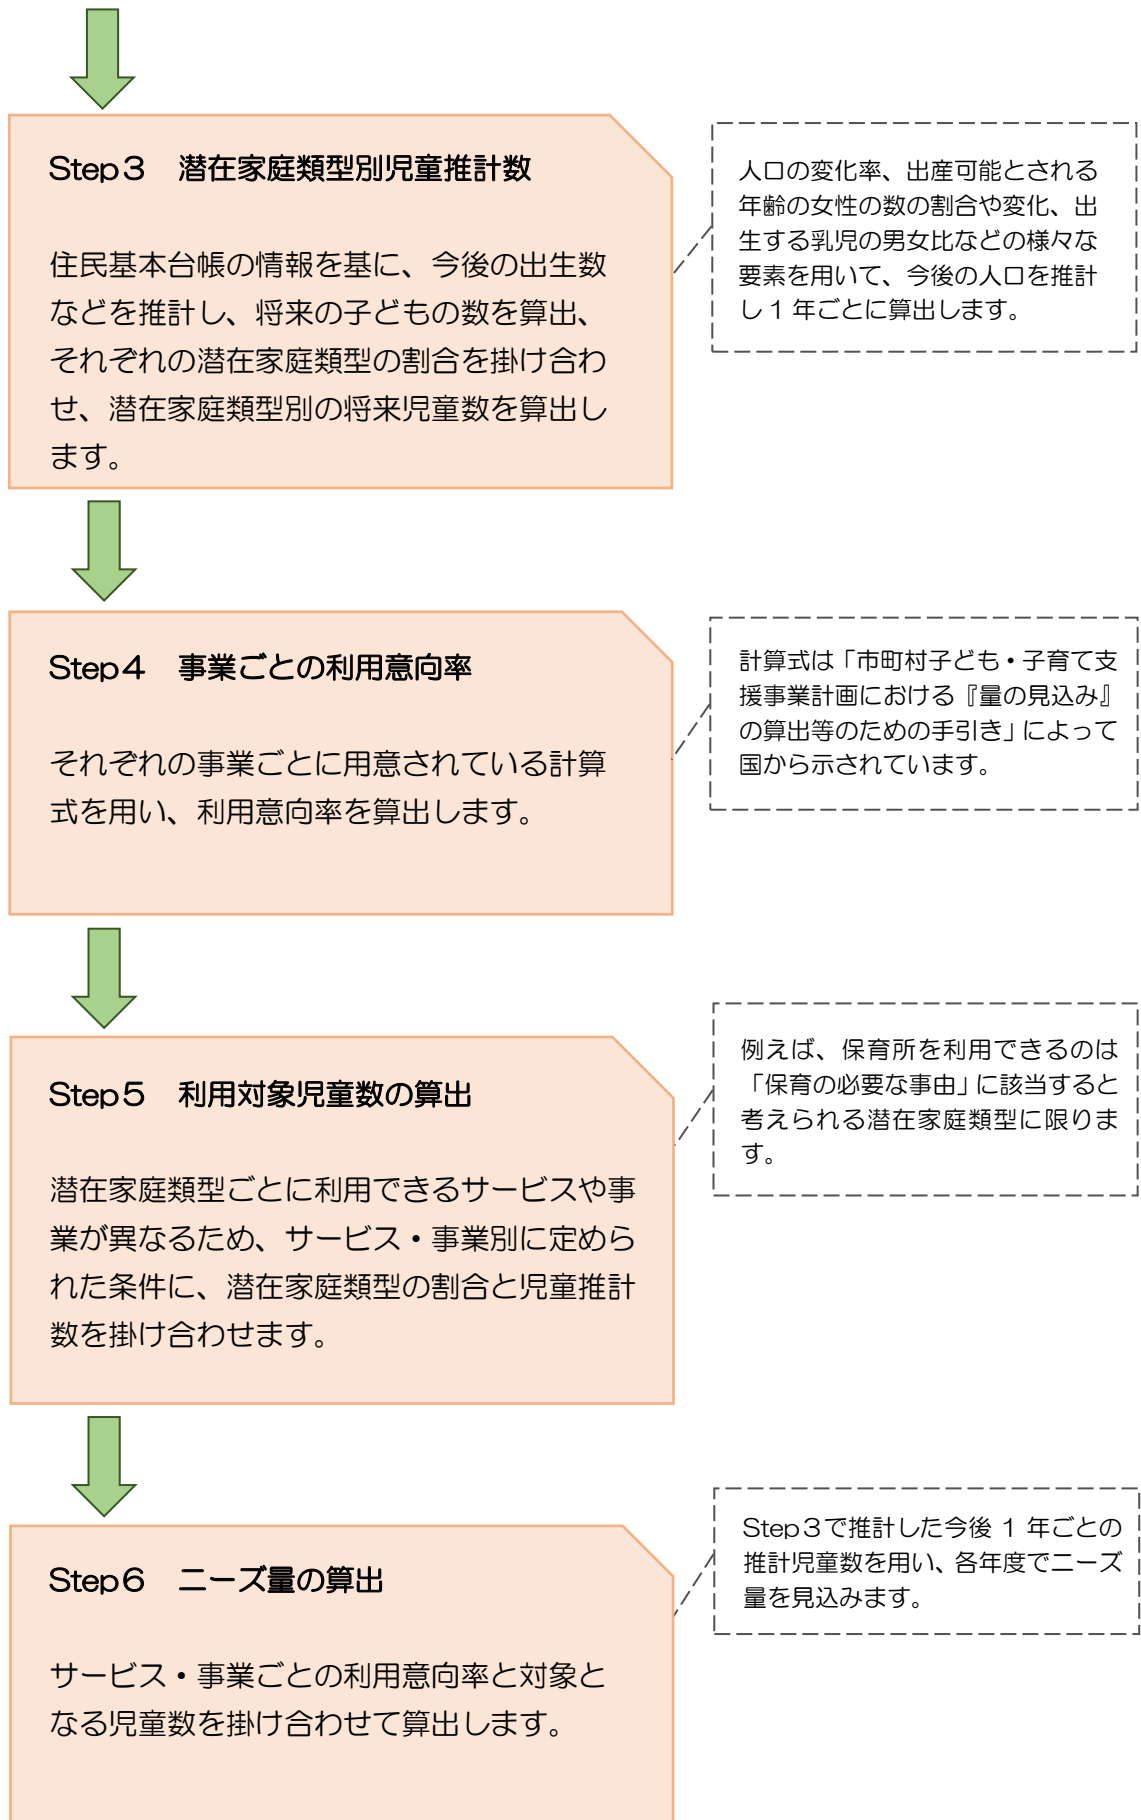 Step３　潜在家庭類型別児童推計数
住民基本台帳の情報を基に、今後の出生数
などを推計し、将来の子どもの数を算出、
それぞれの潜在家庭類型の割合を掛け合わ
せ、潜在家庭類型別の将来児童数を算出し
ます。
人口の変化率、出産可能とされる
年齢の女性の数の割合や変化、出
生する乳児の男女比などの様々な
要素を用いて、今後の人口を推計
し 1 年ごとに算出します。
Step４　事業ごとの利用意向率
それぞれの事業ごとに用意されている計算
式を用い、利用意向率を算出します。
計算式は「市町村子ども・子育て支
援事業計画における『量の見込み』
の算出等のための手引き」によって
国から示されています。
Step５　利用対象児童数の算出
潜在家庭類型ごとに利用できるサービスや事
業が異なるため、サービス・事業別に定めら
れた条件に、潜在家庭類型の割合と児童推計
数を掛け合わせます。
例えば、保育所を利用できるのは
「保育の必要な事由」に該当すると
考えられる潜在家庭類型に限りま
す。
Step６　ニーズ量の算出
サービス・事業ごとの利用意向率と対象と
なる児童数を掛け合わせて算出します。
Step３で推計した今後 1 年ごとの
推計児童数を用い、各年度でニーズ
量を見込みます。